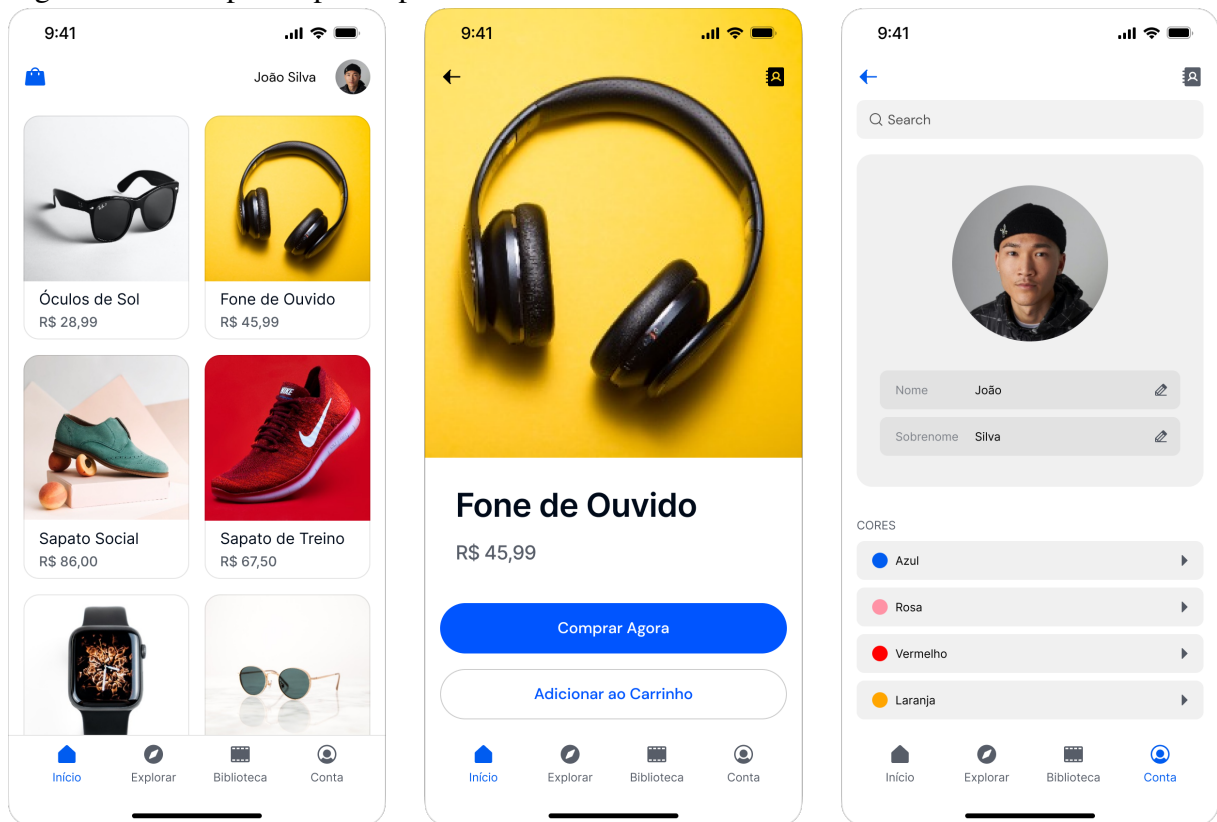 9:41
João Silva
Óculos de Sol
R$ 28,99
Fone de Ouvido
R$ 45,99
NIKE
Sapato Social
R$ 86,00
Sapato de Treino
R$ 67,50
Início
Explorar
Biblioteca
Conta
9:41
Fone de Ouvido
R$ 45,99
Comprar Agora
Adicionar ao Carrinho
Início
Explorar
Biblioteca
Conta
9:41
Search
Nome
João
Sobrenome
Silva
CORES
Azul
Rosa
Vermelho
Laranja
Início
Explorar
Biblioteca
Conta